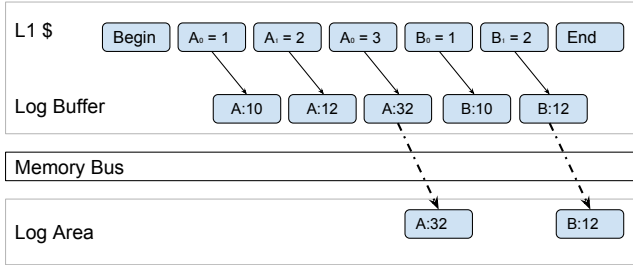 L1 $ Begin A₀ = 1 A₁ = 2 A₀ = 3 B₀ = 1 B₁ = 2 End
Log Buffer A:10 A:12 A:32 B:10 B:12
Memory Bus
Log Area A:32 B:12